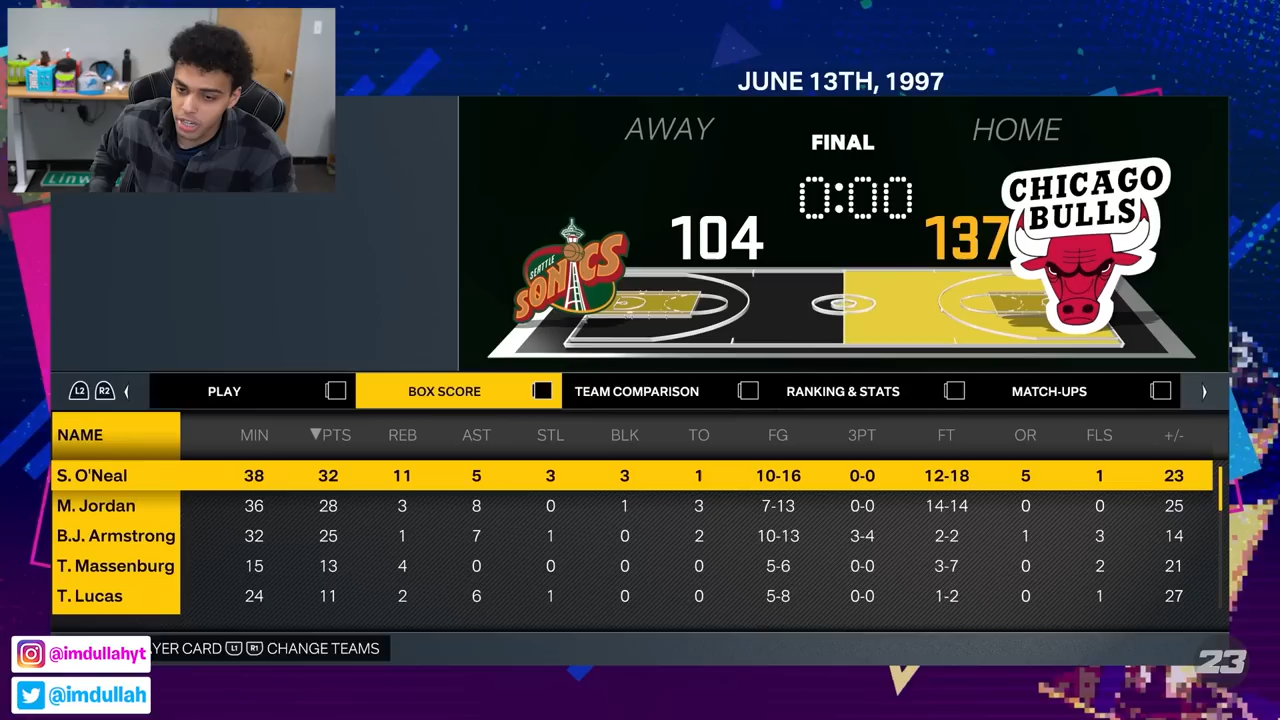 JUNE 13TH, 1997
AWAY
FINAL
HOME
0:00
104
137
CHICAGO
BULLS
SEATTLE
SONICS
L2 R2 PLAY BOX SCORE TEAM COMPARISON RANKING & STATS MATCH-UPS
NAME MIN ▼PTS REB AST STL BLK TO FG 3PT FT OR FLS +/-
S. O'Neal 38 32 11 5 3 3 1 10-16 0-0 12-18 5 1 23
M. Jordan 36 28 3 8 0 1 3 7-13 0-0 14-14 0 0 25
B.J. Armstrong 32 25 1 7 1 0 2 10-13 3-4 2-2 1 3 14
T. Massenburg 15 13 4 0 0 0 0 5-6 0-0 3-7 0 2 21
T. Lucas 24 11 2 6 1 0 0 5-8 0-0 1-2 0 1 27
YER CARD L1 R1 CHANGE TEAMS
@imdullahyt
@imdullah
23